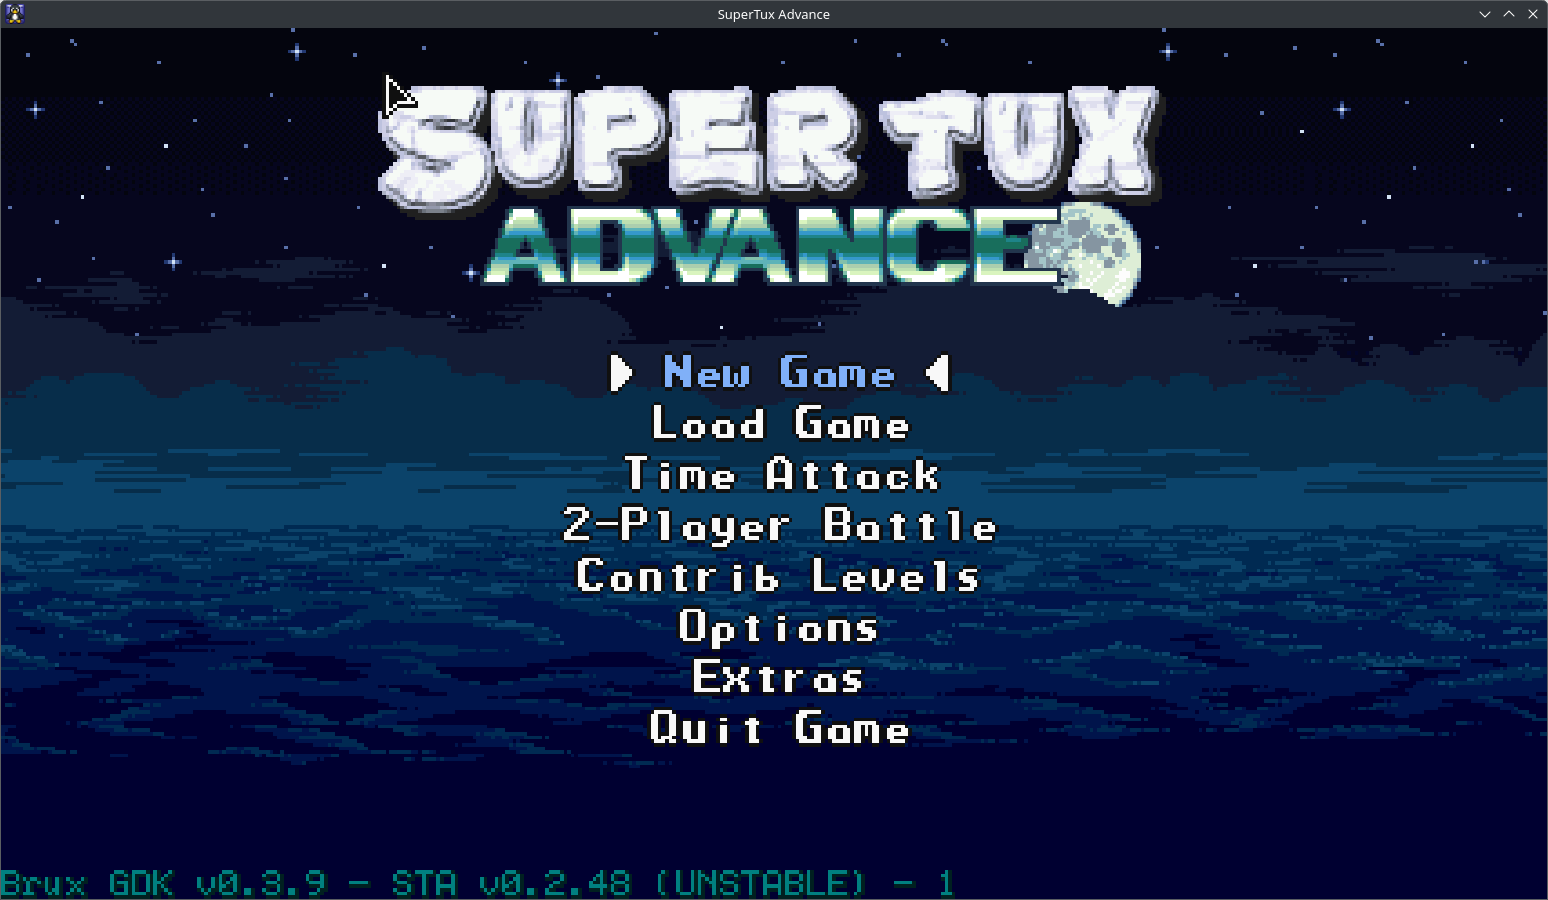 SuperTux Advance
SUPER TUX
ADVANCE
New Game
Load Game
Time Attack
2-Player Battle
Contrib Levels
Options
Extras
Quit Game
Brux GDK v0.3.9 - STA v0.2.48 (UNSTABLE) - 1